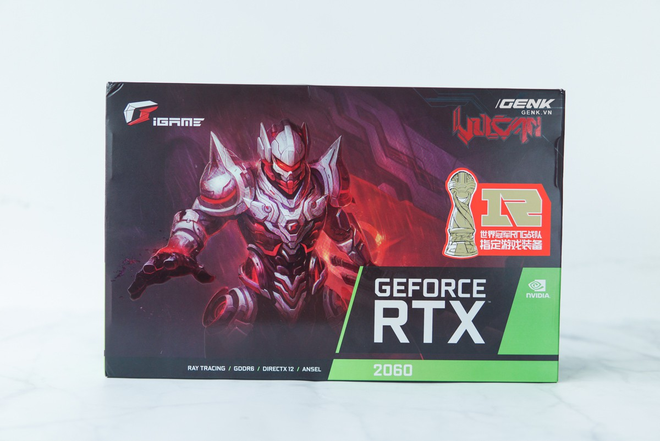 iGAME
/GENK
GENK.VN
VULCAN
R
世界冠军RNG战队
指定游戏装备
GEFORCE
RTX
NVIDIA
2060
RAY TRACING / GDDR6 / DIRECTX 12 / ANSEL